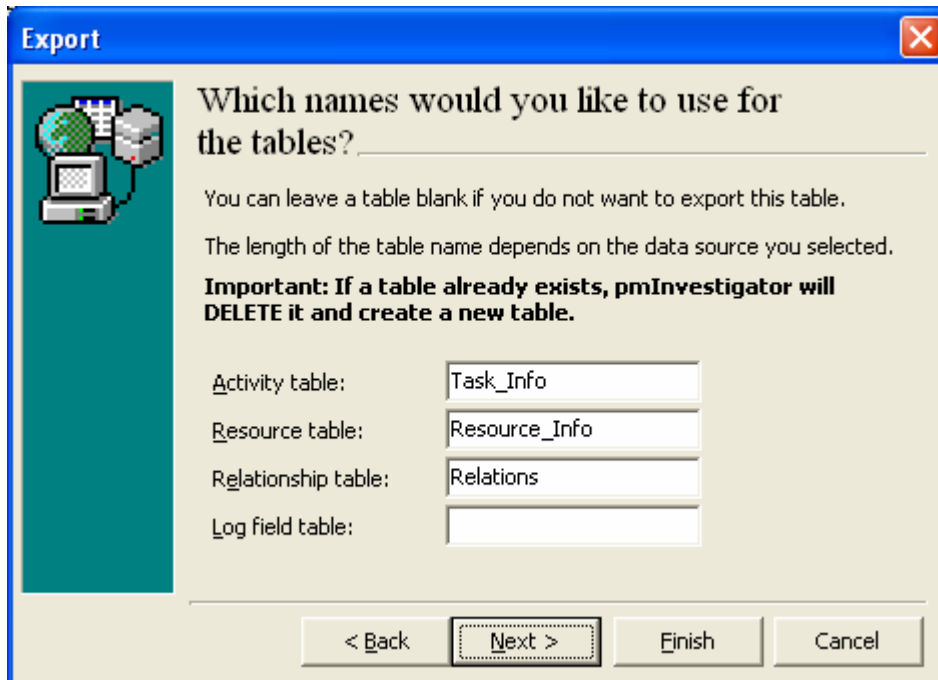 Export
Which names would you like to use for
the tables?
You can leave a table blank if you do not want to export this table.
The length of the table name depends on the data source you selected.
Important: If a table already exists, pmInvestigator will
DELETE it and create a new table.
Activity table: Task_Info
Resource table: Resource_Info
Relationship table: Relations
Log field table:
< Back Next > Finish Cancel